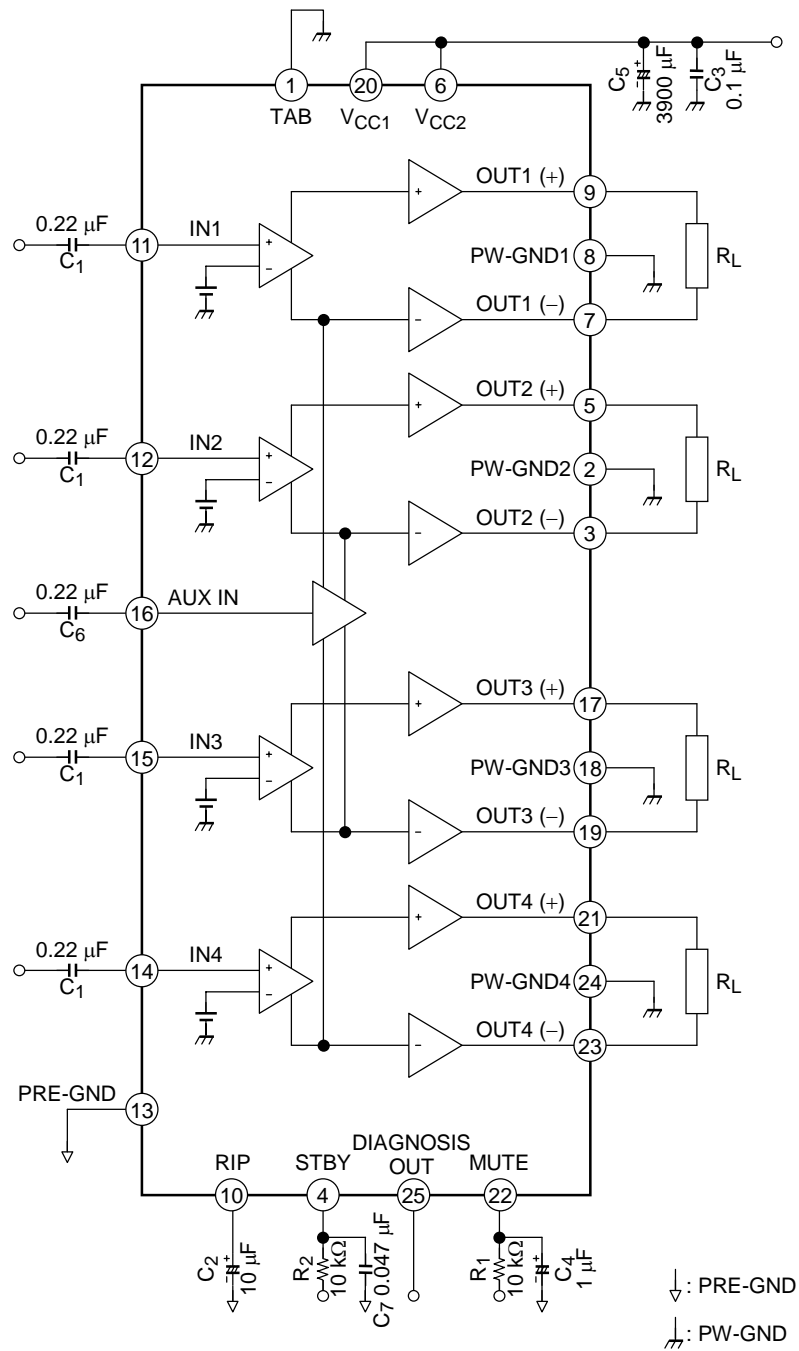 1
TAB
20
VCC1
6
VCC2
C5
3900 μF
C3
0.1 μF
0.22 μF
C1
11
IN1
+
−
+
OUT1 (+)
9
PW-GND1
8
RL
−
OUT1 (−)
7
0.22 μF
C1
12
IN2
+
−
+
OUT2 (+)
5
PW-GND2
2
RL
−
OUT2 (−)
3
0.22 μF
C6
16
AUX IN
0.22 μF
C1
15
IN3
+
−
+
OUT3 (+)
17
PW-GND3
18
RL
−
OUT3 (−)
19
0.22 μF
C1
14
IN4
+
−
+
OUT4 (+)
21
PW-GND4
24
RL
−
OUT4 (−)
23
PRE-GND
13
RIP
10
STBY
4
DIAGNOSIS
OUT
25
MUTE
22
C2
10 μF
R2
10 kΩ
C7 0.047 μF
R1
10 kΩ
C4
1 μF
: PRE-GND
: PW-GND